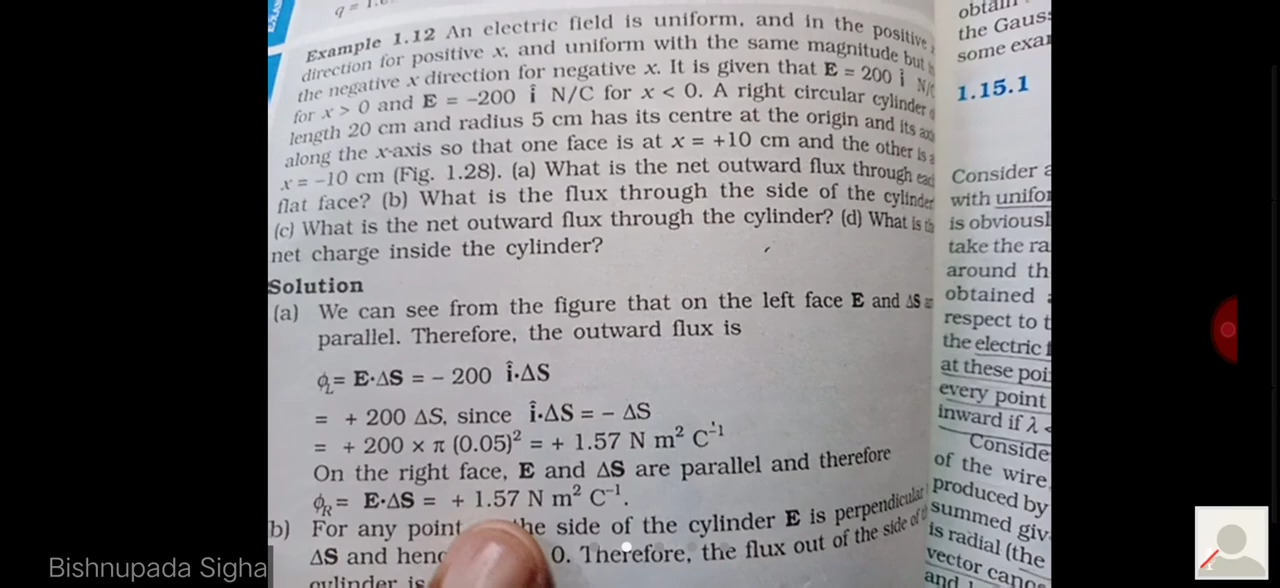 q = 1.6
Example 1.12 An electric field is uniform, and in the positive
direction for positive x, and uniform with the same magnitude but
the negative x direction for negative x. It is given that E = 200 î N/C
for x > 0 and E = –200 î N/C for x < 0. A right circular cylinder
length 20 cm and radius 5 cm has its centre at the origin and its
along the x-axis so that one face is at x = +10 cm and the other is
x = –10 cm (Fig. 1.28). (a) What is the net outward flux through
flat face? (b) What is the flux through the side of the cylinder
(c) What is the net outward flux through the cylinder? (d) What is
net charge inside the cylinder?
Solution
(a) We can see from the figure that on the left face E and ΔS
parallel. Therefore, the outward flux is
ϕL= E·ΔS = – 200 î·ΔS
= + 200 ΔS, since î·ΔS = – ΔS
= + 200 × π (0.05)² = + 1.57 N m² C⁻¹
On the right face, E and ΔS are parallel and therefore
ϕR = E·ΔS = + 1.57 N m² C⁻¹.
b) For any point the side of the cylinder E is perpendicular
ΔS and 0. Therefore, the flux out of the side of
cylinder is
obtain
the Gauss
some exa
1.15.1
Consider a
with unifor
is obviousl
take the ra
around th
obtained
respect to t
the electric f
at these poi
every point
inward if λ <
Conside
of the wire
produced by
summed giv
is radial (the
vector cance
and
Bishnupada Sigha